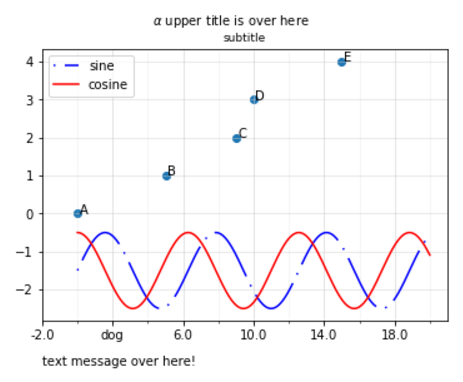 α upper title is over here
subtitle
4
sine
E
cosine
3
D
2
C
1
B
0
A
−1
−2
-2.0 dog 6.0 10.0 14.0 18.0
text message over here!